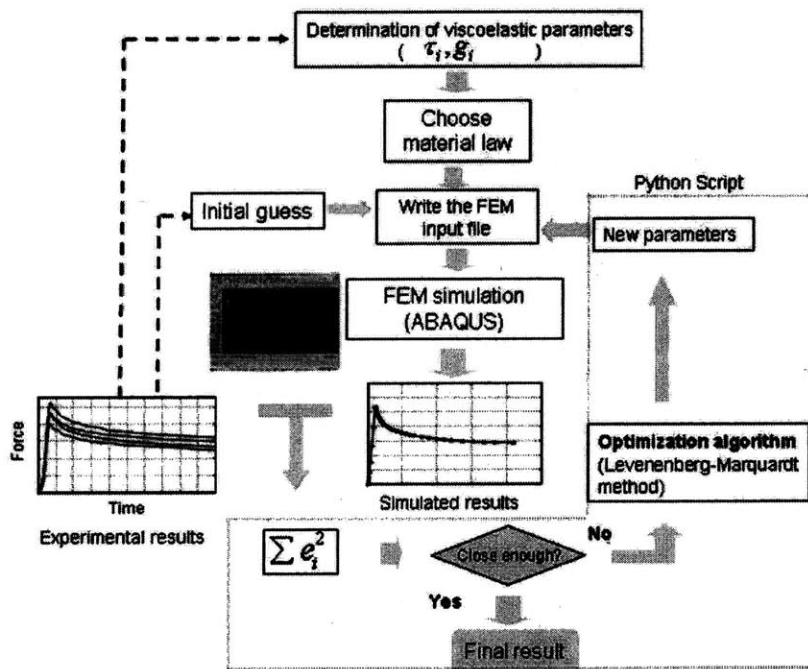 Determination of viscoelastic parameters
( τᵢ, gᵢ )
Choose
material law
Python Script
Initial guess
Write the FEM
input file
New parameters
FEM simulation
(ABAQUS)
Force
Time
Experimental results
Simulated results
Optimization algorithm
(Levenenberg-Marquardt
method)
∑ eᵢ²
Close enough?
No
Yes
Final result